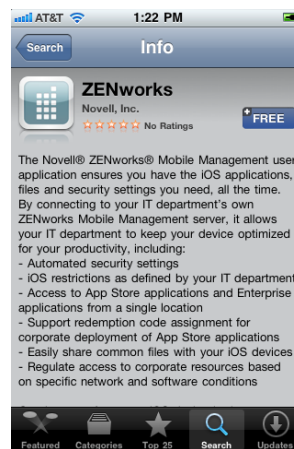 AT&T 1:22 PM
Search Info
ZENworks
Novell, Inc.
No Ratings
FREE
The Novell® ZENworks® Mobile Management user
application ensures you have the iOS applications,
files and security settings you need, all the time.
By connecting to your IT department's own
ZENworks Mobile Management server, it allows
your IT department to keep your device optimized
for your productivity, including:
- Automated security settings
- iOS restrictions as defined by your IT department
- Access to App Store applications and Enterprise
applications from a single location
- Support redemption code assignment for
corporate deployment of App Store applications
- Easily share common files with your iOS devices
- Regulate access to corporate resources based
on specific network and software conditions
Featured Categories Top 25 Search Updates